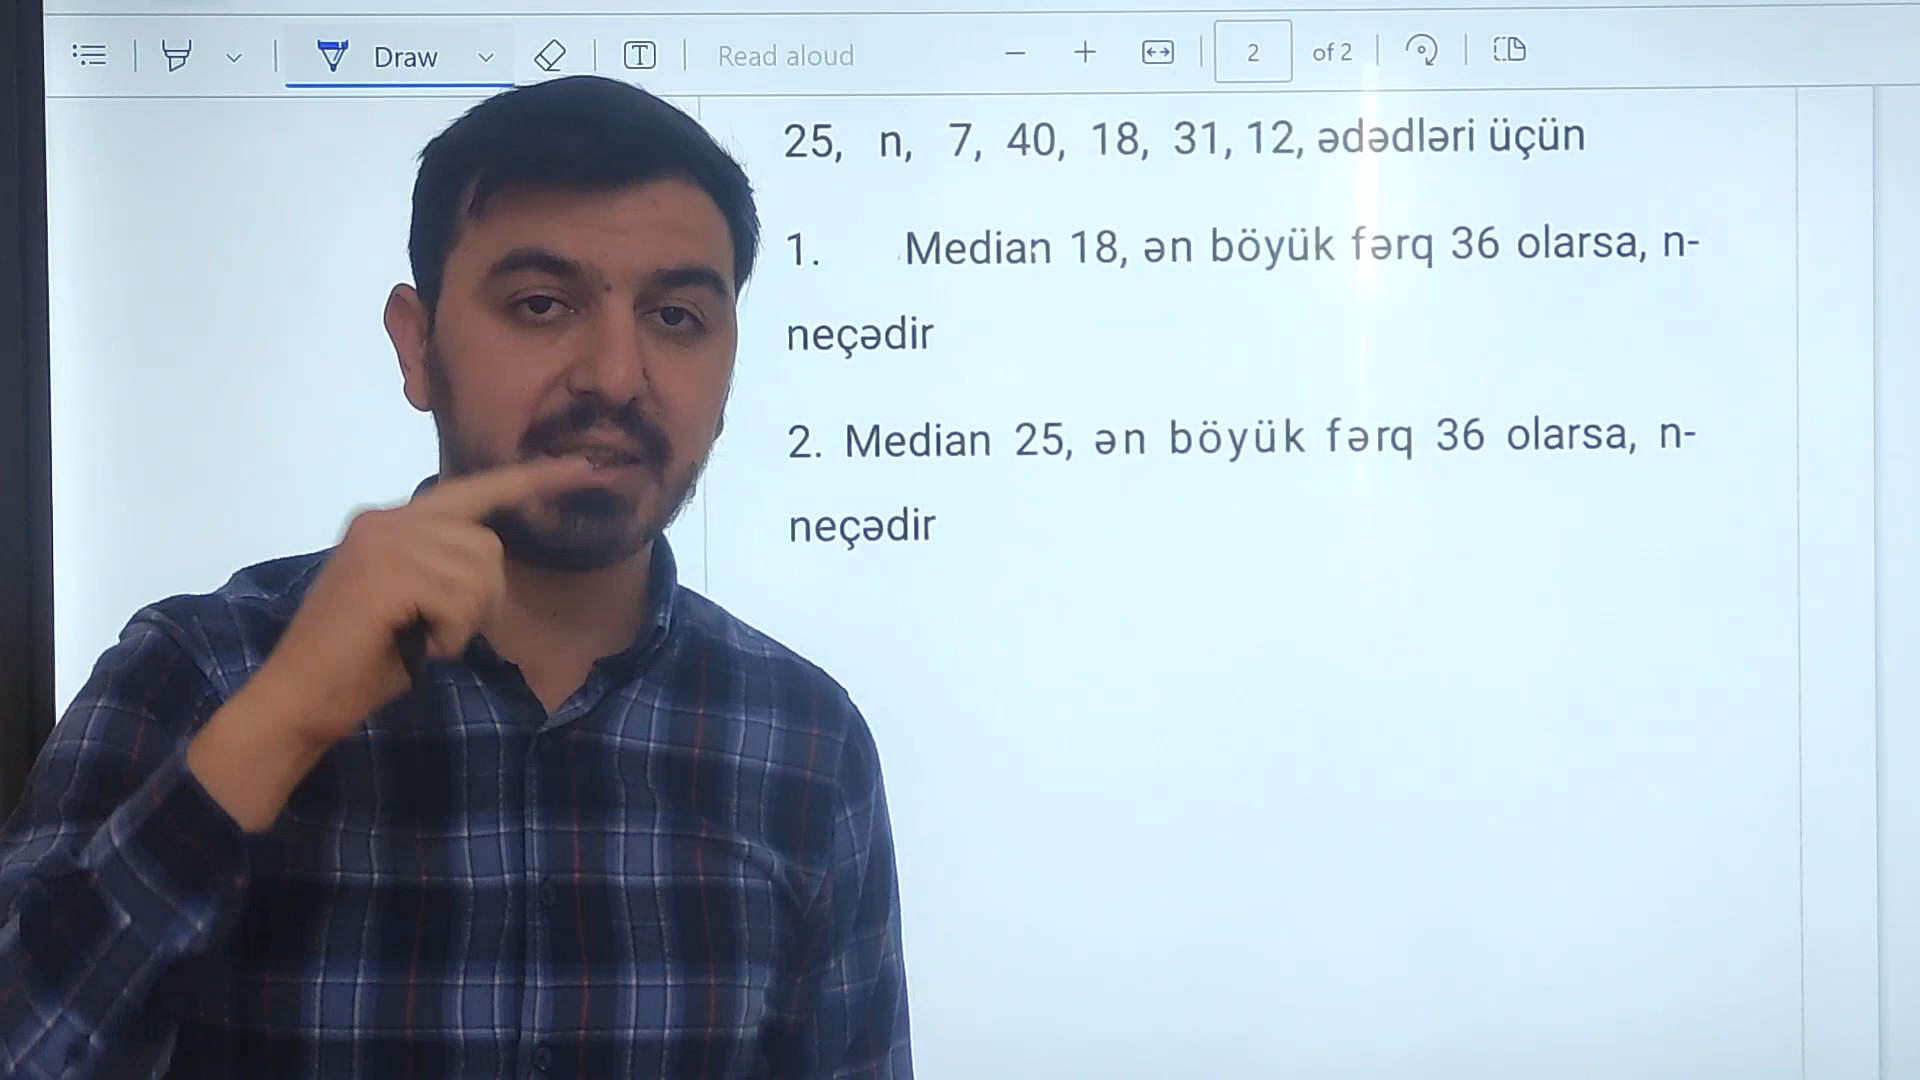 Draw Read aloud 2 of 2
25, n, 7, 40, 18, 31, 12, ədədləri üçün
1. Median 18, ən böyük fərq 36 olarsa, n-
neçədir
2. Median 25, ən böyük fərq 36 olarsa, n-
neçədir